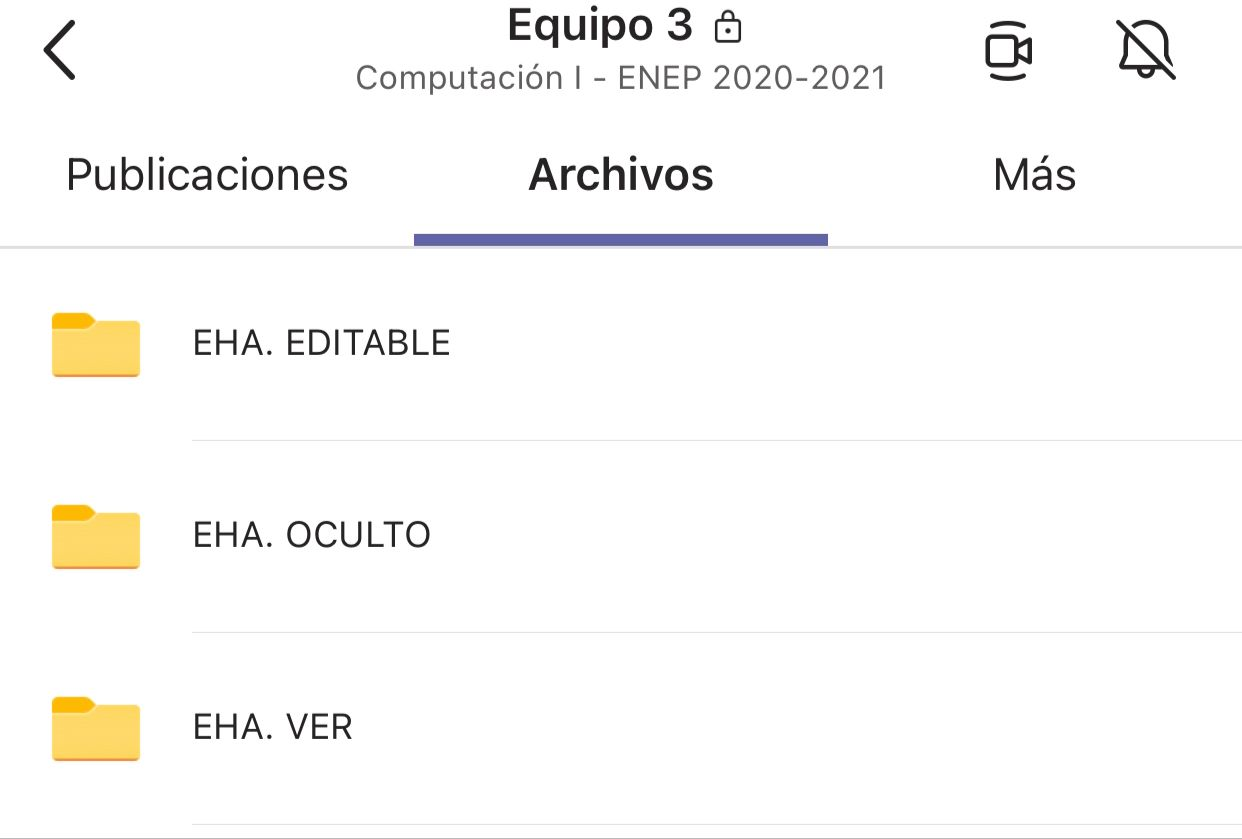 Equipo 3
Computación I - ENEP 2020-2021
Publicaciones Archivos Más
EHA. EDITABLE
EHA. OCULTO
EHA. VER